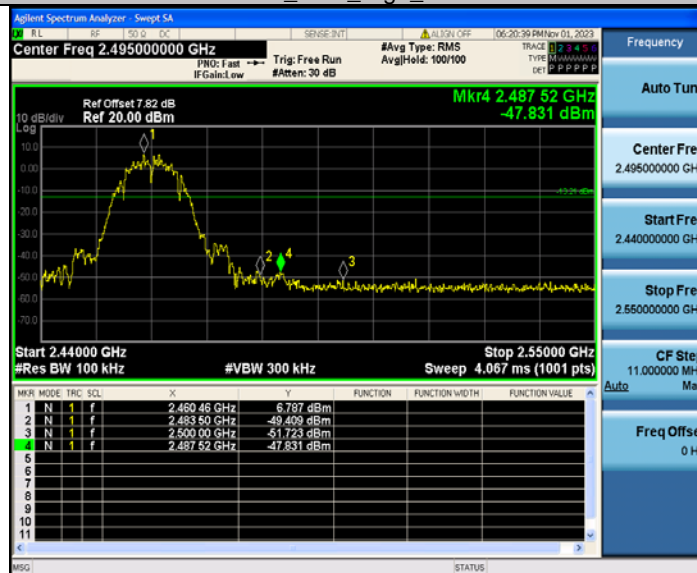 Agilent Spectrum Analyzer - Swept SA
RL RF 50 Ω DC SENSE:INT ALIGN OFF 06:20:39 PM Nov 01, 2023
Center Freq 2.495000000 GHz
#Avg Type: RMS
TRACE 1 2 3 4 5 6
PNO: Fast Trig: Free Run Avg|Hold: 100/100
TYPE M
IFGain:Low #Atten: 30 dB
DET P P P P P P
Ref Offset 7.82 dB
Mkr4 2.487 52 GHz
10 dB/div Ref 20.00 dBm
-47.831 dBm
Log
10.0
0.00
-10.0
-13.21 dBm
-20.0
-30.0
-40.0
-50.0
-60.0
-70.0
1
2
4
3
Start 2.44000 GHz Stop 2.55000 GHz
#Res BW 100 kHz #VBW 300 kHz Sweep 4.067 ms (1001 pts)
MKR MODE TRC SCL X Y FUNCTION FUNCTION WIDTH FUNCTION VALUE
1 N 1 f 2.460 46 GHz 6.787 dBm
2 N 1 f 2.483 50 GHz -49.409 dBm
3 N 1 f 2.500 00 GHz -51.723 dBm
4 N 1 f 2.487 52 GHz -47.831 dBm
5
6
7
8
9
10
11
MSG STATUS
Frequency
Auto Tun
Center Fre
2.495000000 GH
Start Fre
2.440000000 GH
Stop Fre
2.550000000 GH
CF Ste
11.000000 MH
Auto Ma
Freq Offse
0 H